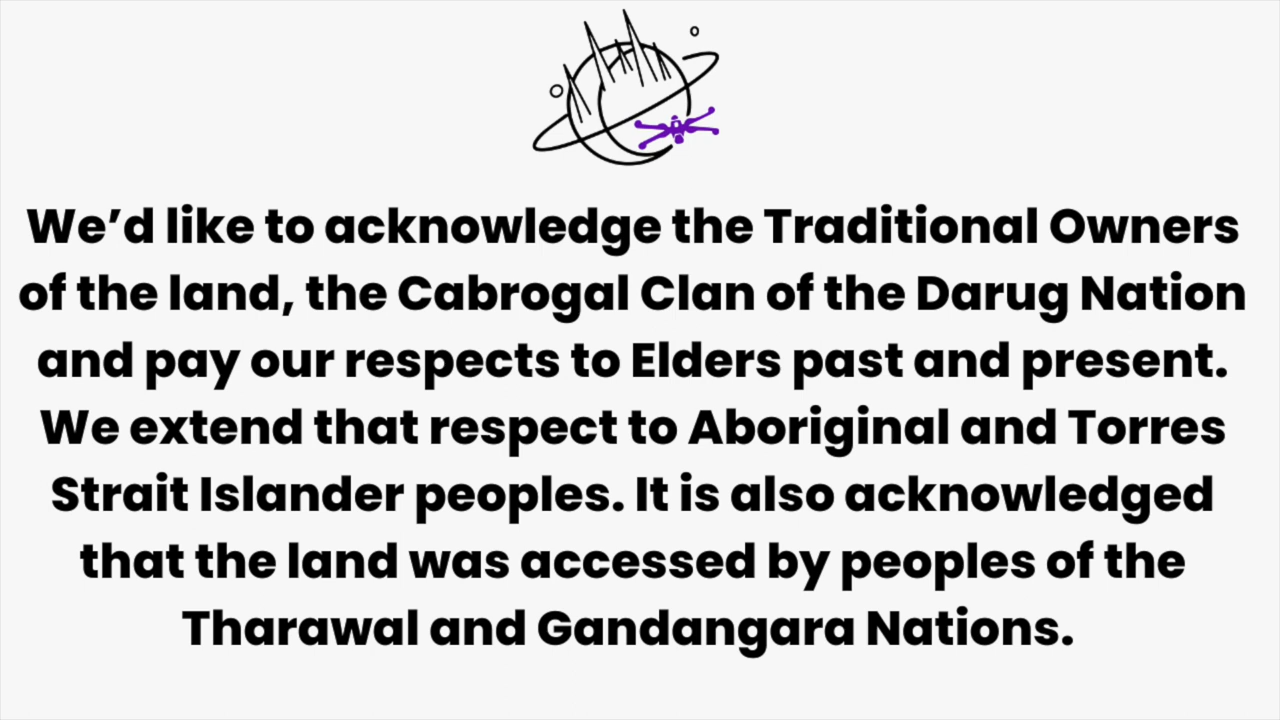 We’d like to acknowledge the Traditional Owners
of the land, the Cabrogal Clan of the Darug Nation
and pay our respects to Elders past and present.
We extend that respect to Aboriginal and Torres
Strait Islander peoples. It is also acknowledged
that the land was accessed by peoples of the
Tharawal and Gandangara Nations.